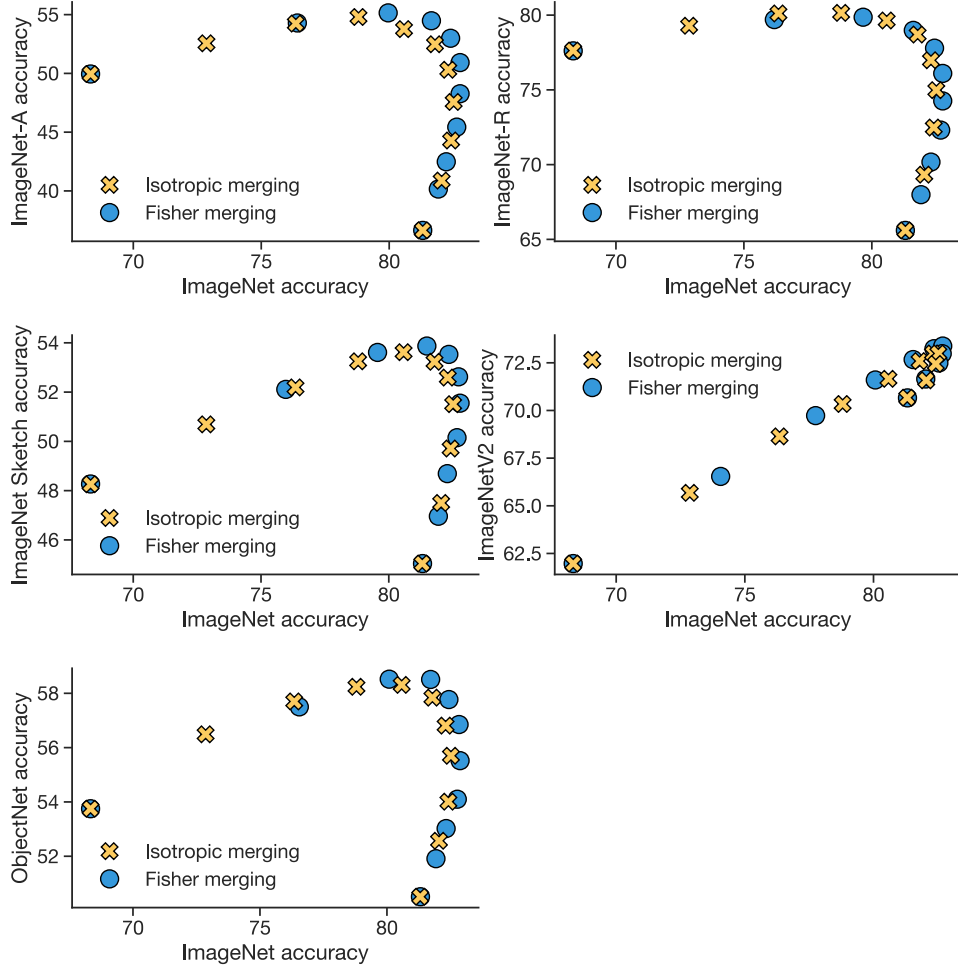 ImageNet-A accuracy
55
50
45
40
Isotropic merging
Fisher merging
70
75
80
ImageNet accuracy
ImageNet-R accuracy
80
75
70
65
Isotropic merging
Fisher merging
70
75
80
ImageNet accuracy
ImageNet Sketch accuracy
54
52
50
48
46
Isotropic merging
Fisher merging
70
75
80
ImageNet accuracy
ImageNetV2 accuracy
72.5
70.0
67.5
65.0
62.5
Isotropic merging
Fisher merging
70
75
80
ImageNet accuracy
ObjectNet accuracy
58
56
54
52
Isotropic merging
Fisher merging
70
75
80
ImageNet accuracy